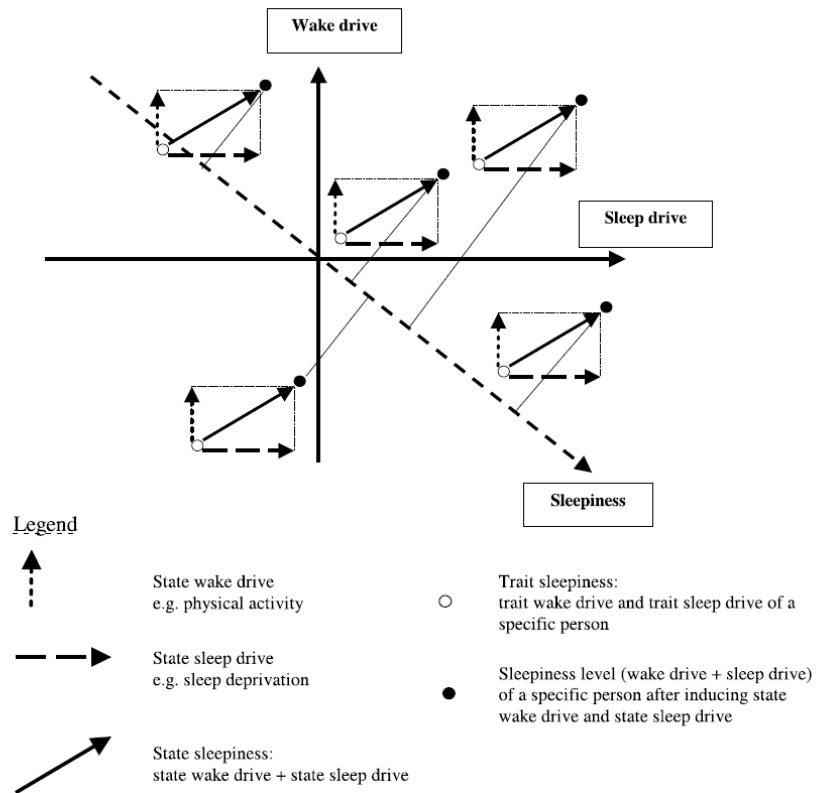 Wake drive
Sleep drive
Sleepiness
Legend
State wake drive
e.g. physical activity
State sleep drive
e.g. sleep deprivation
State sleepiness:
state wake drive + state sleep drive
Trait sleepiness:
trait wake drive and trait sleep drive of a
specific person
Sleepiness level (wake drive + sleep drive)
of a specific person after inducing state
wake drive and state sleep drive